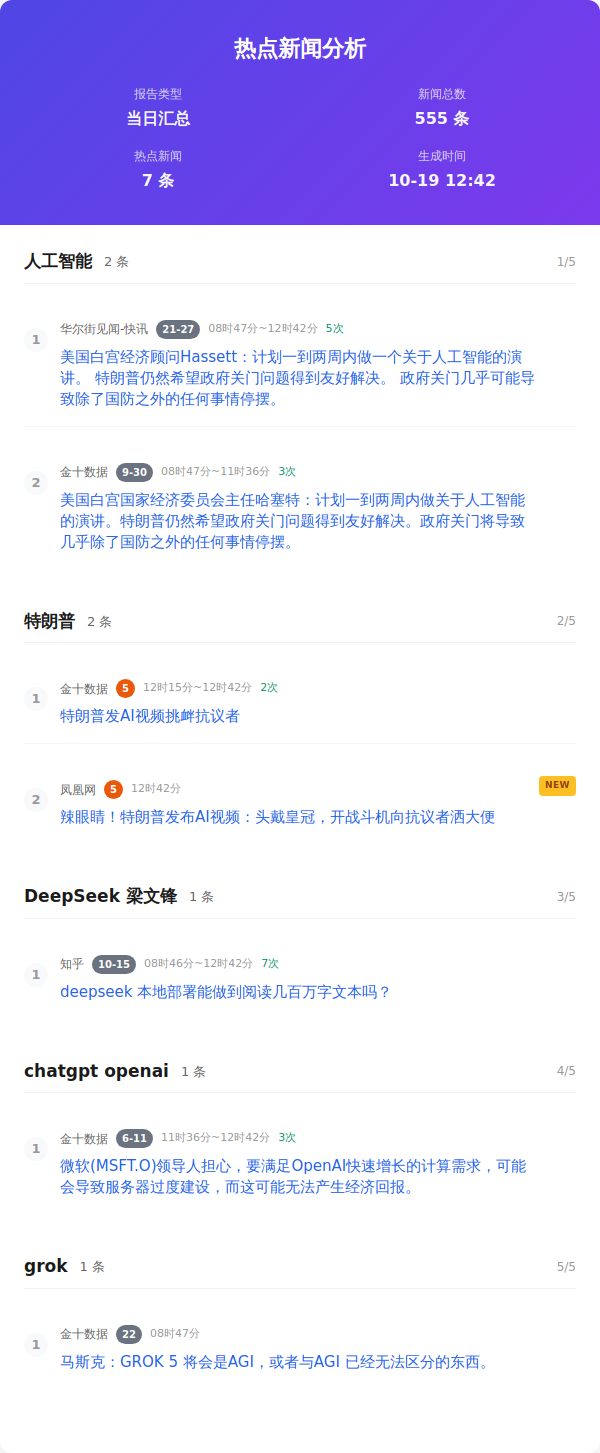 热点新闻分析
报告类型
新闻总数
当日汇总
555 条
热点新闻
生成时间
7 条
10-19 12:42
人工智能 2 条 1/5
1
华尔街见闻-快讯 21-27 08时47分~12时42分 5次
美国白宫经济顾问Hassett：计划一到两周内做一个关于人工智能的演
讲。 特朗普仍然希望政府关门问题得到友好解决。 政府关门几乎可能导
致除了国防之外的任何事情停摆。
2
金十数据 9-30 08时47分~11时36分 3次
美国白宫国家经济委员会主任哈塞特：计划一到两周内做关于人工智能
的演讲。特朗普仍然希望政府关门问题得到友好解决。政府关门将导致
几乎除了国防之外的任何事情停摆。
特朗普 2 条 2/5
1
金十数据 5 12时15分~12时42分 2次
特朗普发AI视频挑衅抗议者
2
凤凰网 5 12时42分 NEW
辣眼睛！特朗普发布AI视频：头戴皇冠，开战斗机向抗议者洒大便
DeepSeek 梁文锋 1 条 3/5
1
知乎 10-15 08时46分~12时42分 7次
deepseek 本地部署能做到阅读几百万字文本吗？
chatgpt openai 1 条 4/5
1
金十数据 6-11 11时36分~12时42分 3次
微软(MSFT.O)领导人担心，要满足OpenAI快速增长的计算需求，可能
会导致服务器过度建设，而这可能无法产生经济回报。
grok 1 条 5/5
1
金十数据 22 08时47分
马斯克：GROK 5 将会是AGI，或者与AGI 已经无法区分的东西。